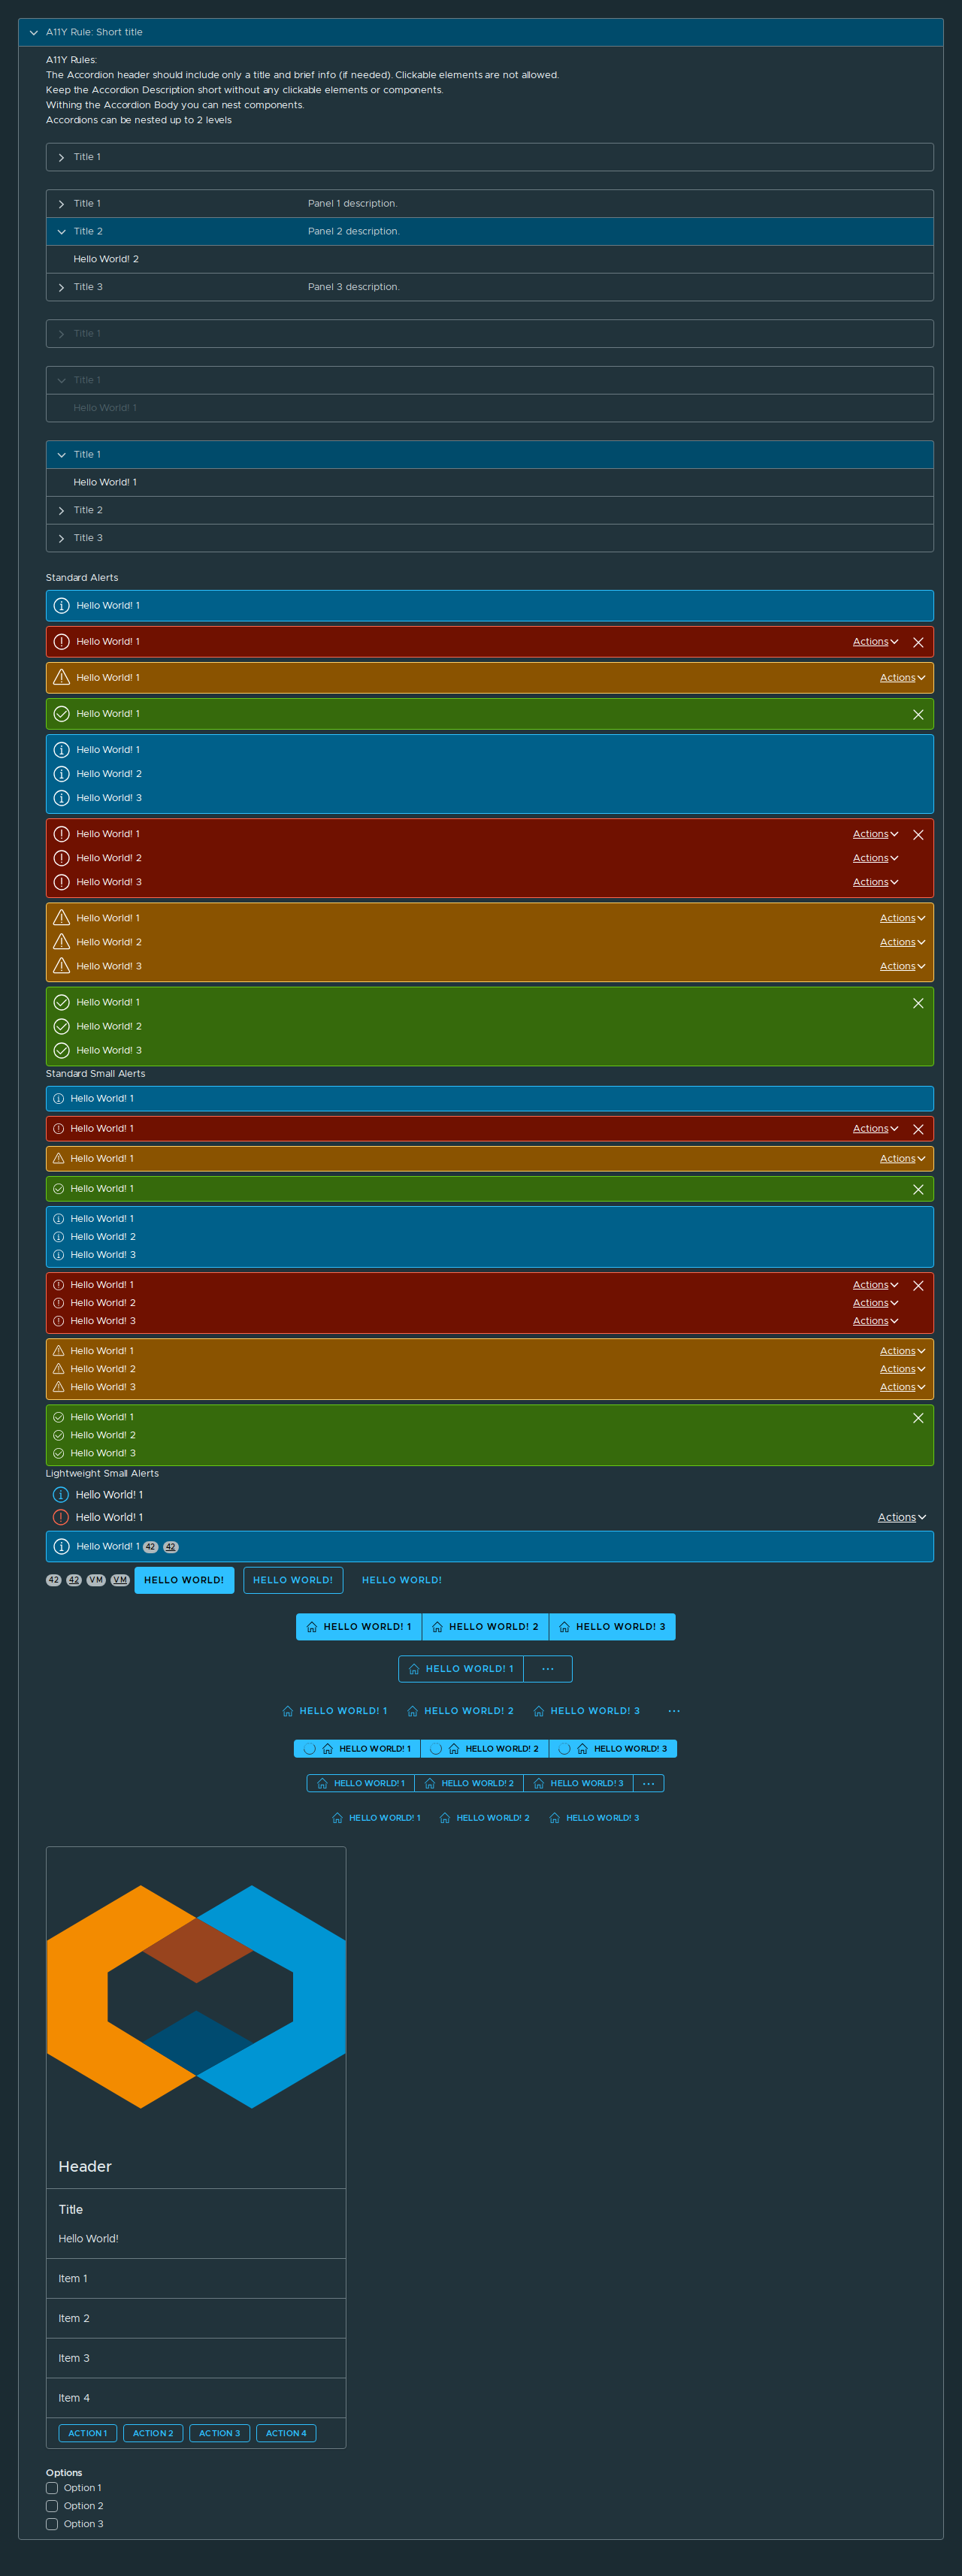 A11Y Rule: Short title
A11Y Rules:
The Accordion header should include only a title and brief info (if needed). Clickable elements are not allowed.
Keep the Accordion Description short without any clickable elements or components.
Withing the Accordion Body you can nest components.
Accordions can be nested up to 2 levels
Title 1
Title 1 Panel 1 description.
Title 2 Panel 2 description.
Hello World! 2
Title 3 Panel 3 description.
Title 1
Title 1
Hello World! 1
Title 1
Hello World! 1
Title 2
Title 3
Standard Alerts
Hello World! 1
Hello World! 1 Actions
Hello World! 1 Actions
Hello World! 1
Hello World! 1
Hello World! 2
Hello World! 3
Hello World! 1 Actions
Hello World! 2 Actions
Hello World! 3 Actions
Hello World! 1 Actions
Hello World! 2 Actions
Hello World! 3 Actions
Hello World! 1
Hello World! 2
Hello World! 3
Standard Small Alerts
Hello World! 1
Hello World! 1 Actions
Hello World! 1 Actions
Hello World! 1
Hello World! 1
Hello World! 2
Hello World! 3
Hello World! 1 Actions
Hello World! 2 Actions
Hello World! 3 Actions
Hello World! 1 Actions
Hello World! 2 Actions
Hello World! 3 Actions
Hello World! 1
Hello World! 2
Hello World! 3
Lightweight Small Alerts
Hello World! 1
Hello World! 1 Actions
Hello World! 1 42 42
42 42 VM VM HELLO WORLD! HELLO WORLD! HELLO WORLD!
HELLO WORLD! 1 HELLO WORLD! 2 HELLO WORLD! 3
HELLO WORLD! 1 ...
HELLO WORLD! 1 HELLO WORLD! 2 HELLO WORLD! 3 ...
HELLO WORLD! 1 HELLO WORLD! 2 HELLO WORLD! 3
HELLO WORLD! 1 HELLO WORLD! 2 HELLO WORLD! 3 ...
HELLO WORLD! 1 HELLO WORLD! 2 HELLO WORLD! 3
Header
Title
Hello World!
Item 1
Item 2
Item 3
Item 4
ACTION 1 ACTION 2 ACTION 3 ACTION 4
Options
Option 1
Option 2
Option 3